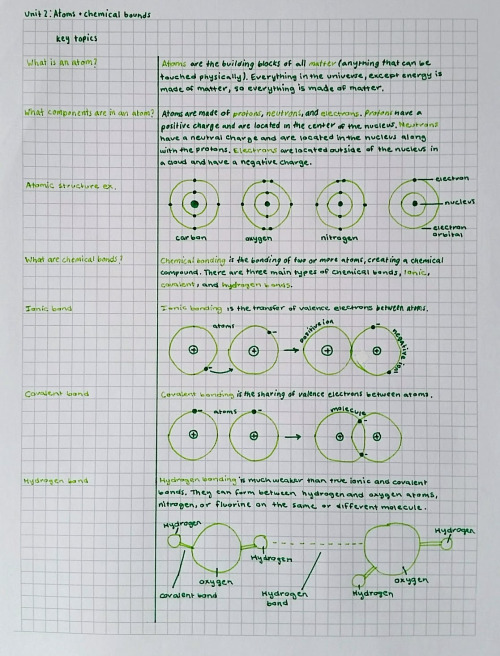 Unit 2: Atoms + chemical bounds
key topics
What is an atom?
Atoms are the building blocks of all matter (anything that can be
touched physically). Everything in the universe, except energy is
made of matter, so everything is made of matter.
What components are in an atom?
Atoms are made of protons, neutrons, and electrons. Protons have a
positive charge and are located in the center of the nucleus. Neutrons
have a neutral charge and are located in the nucleus along
with the protons. Electrons are located outside of the nucleus in
a cloud and have a negative charge.
Atomic structure ex.
electron
nucleus
electron
orbital
carbon
oxygen
nitrogen
What are chemical bonds?
Chemical bonding is the bonding of two or more atoms, creating a chemical
compound. There are three main types of chemical bonds, Ionic,
covalent, and hydrogen bonds.
Ionic bond
Ionic bonding is the transfer of valence electrons between atoms.
atoms
positive ion
negative ion
Covalent bond
Covalent bonding is the sharing of valence electrons between atoms.
atoms
molecule
Hydrogen bond
Hydrogen bonding is much weaker than true ionic and covalent
bonds. They can form between hydrogen and oxygen atoms,
nitrogen, or fluorine on the same or different molecule.
Hydrogen
Hydrogen
Hydrogen
oxygen
oxygen
covalent bond
Hydrogen
bond
Hydrogen